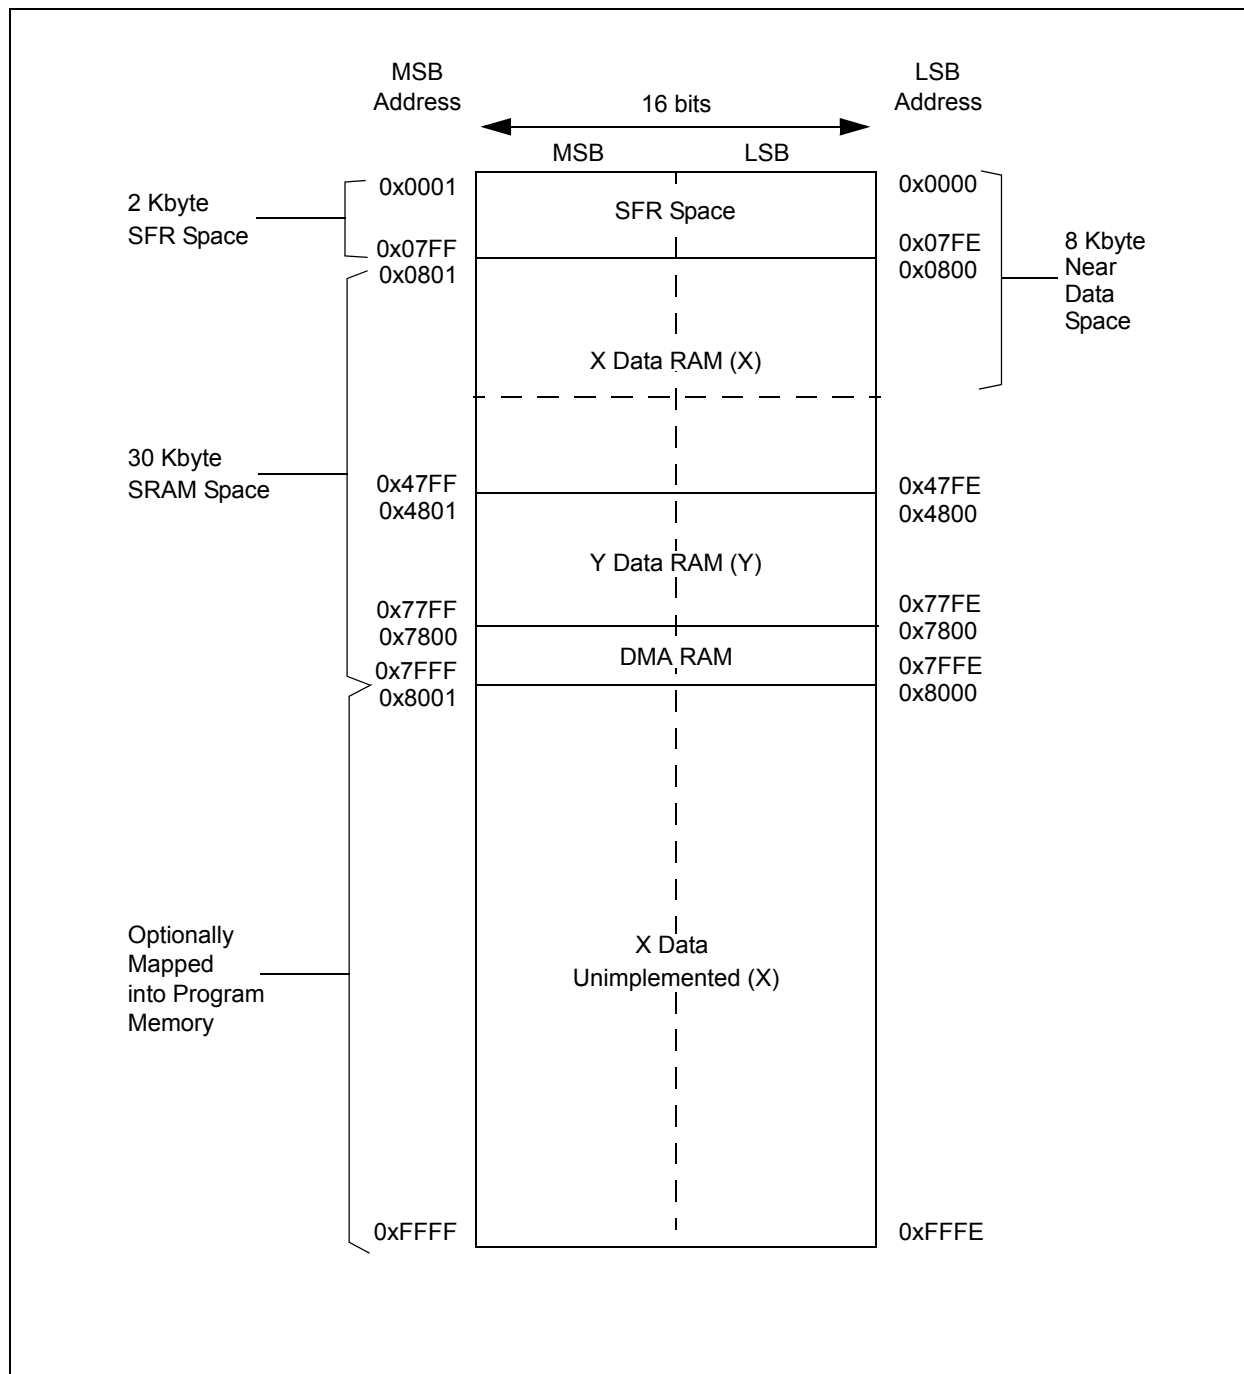 MSB
Address
LSB
Address
16 bits
MSB
LSB
0x0001
0x0000
2 Kbyte
SFR Space
SFR Space
0x07FF
0x07FE
0x0801
0x0800
8 Kbyte
Near
Data
Space
X Data RAM (X)
30 Kbyte
SRAM Space
0x47FF
0x47FE
0x4801
0x4800
Y Data RAM (Y)
0x77FF
0x77FE
0x7800
0x7800
DMA RAM
0x7FFF
0x7FFE
0x8001
0x8000
Optionally
Mapped
into Program
Memory
X Data
Unimplemented (X)
0xFFFF
0xFFFE